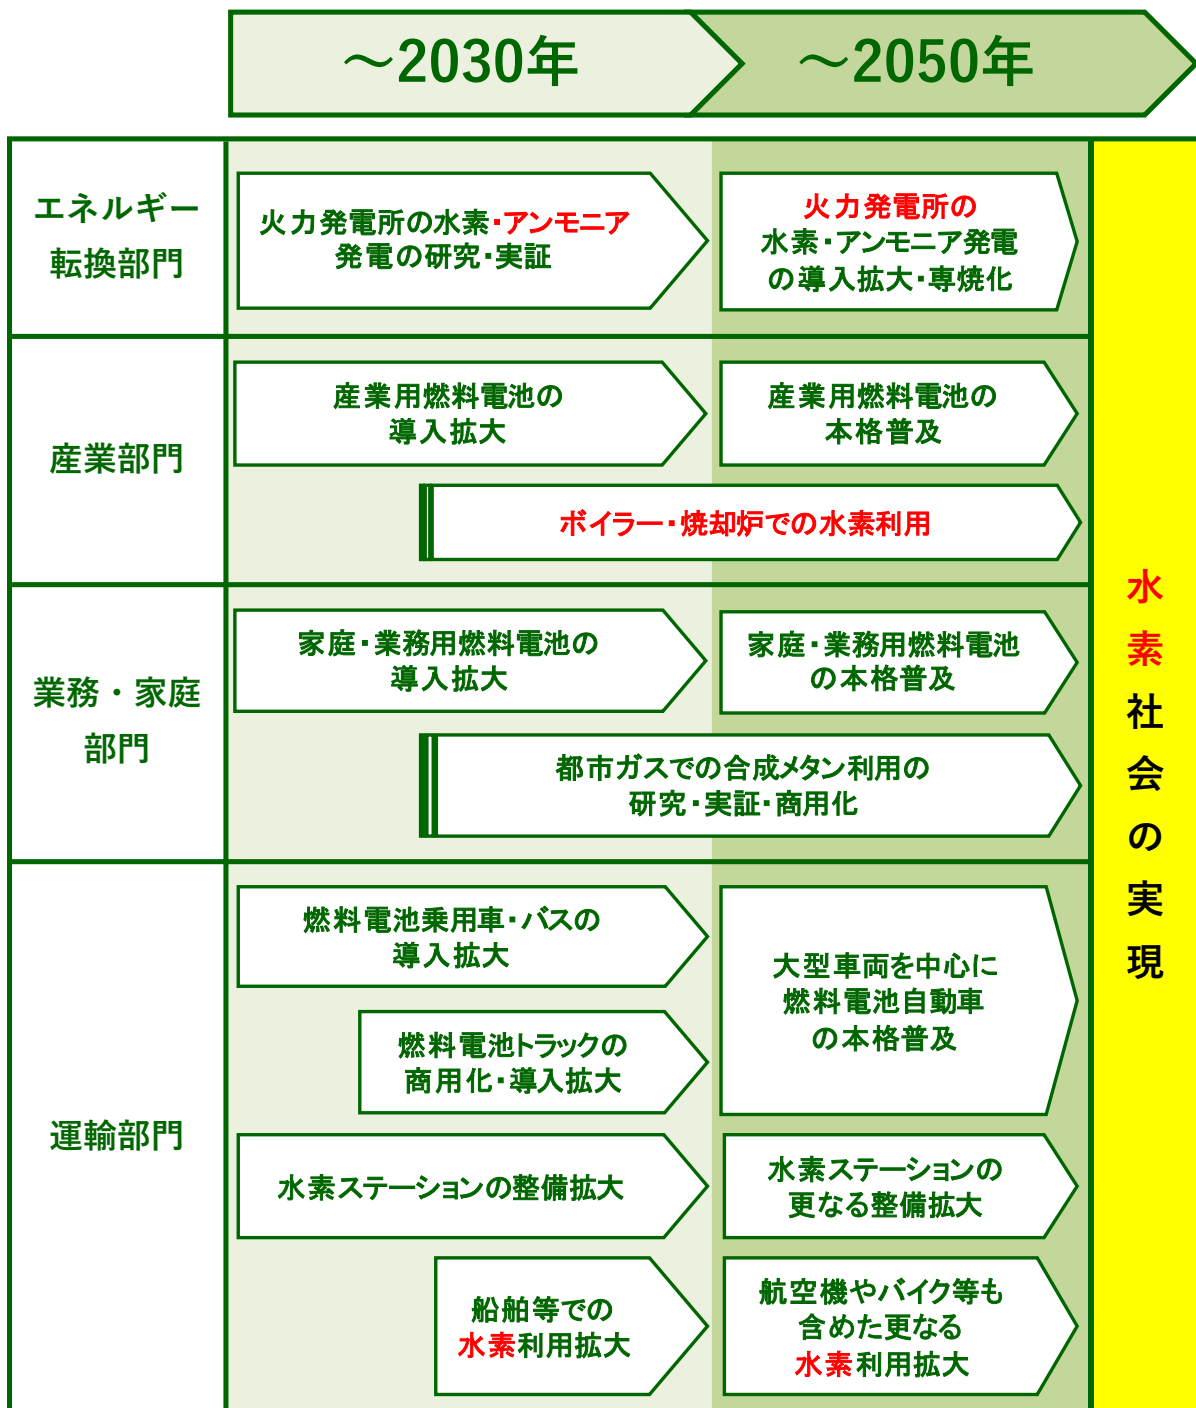 ～2030年
～2050年
エネルギー
転換部門
火力発電所の水素・アンモニア
発電の研究・実証
火力発電所の
水素・アンモニア発電
の導入拡大・専焼化
産業部門
産業用燃料電池の
導入拡大
産業用燃料電池の
本格普及
ボイラー・焼却炉での水素利用
業務・家庭
部門
家庭・業務用燃料電池の
導入拡大
家庭・業務用燃料電池
の本格普及
都市ガスでの合成メタン利用の
研究・実証・商用化
運輸部門
燃料電池乗用車・バスの
導入拡大
燃料電池トラックの
商用化・導入拡大
大型車両を中心に
燃料電池自動車
の本格普及
水素ステーションの整備拡大
水素ステーションの
更なる整備拡大
船舶等での
水素利用拡大
航空機やバイク等も
含めた更なる
水素利用拡大
水素社会の実現